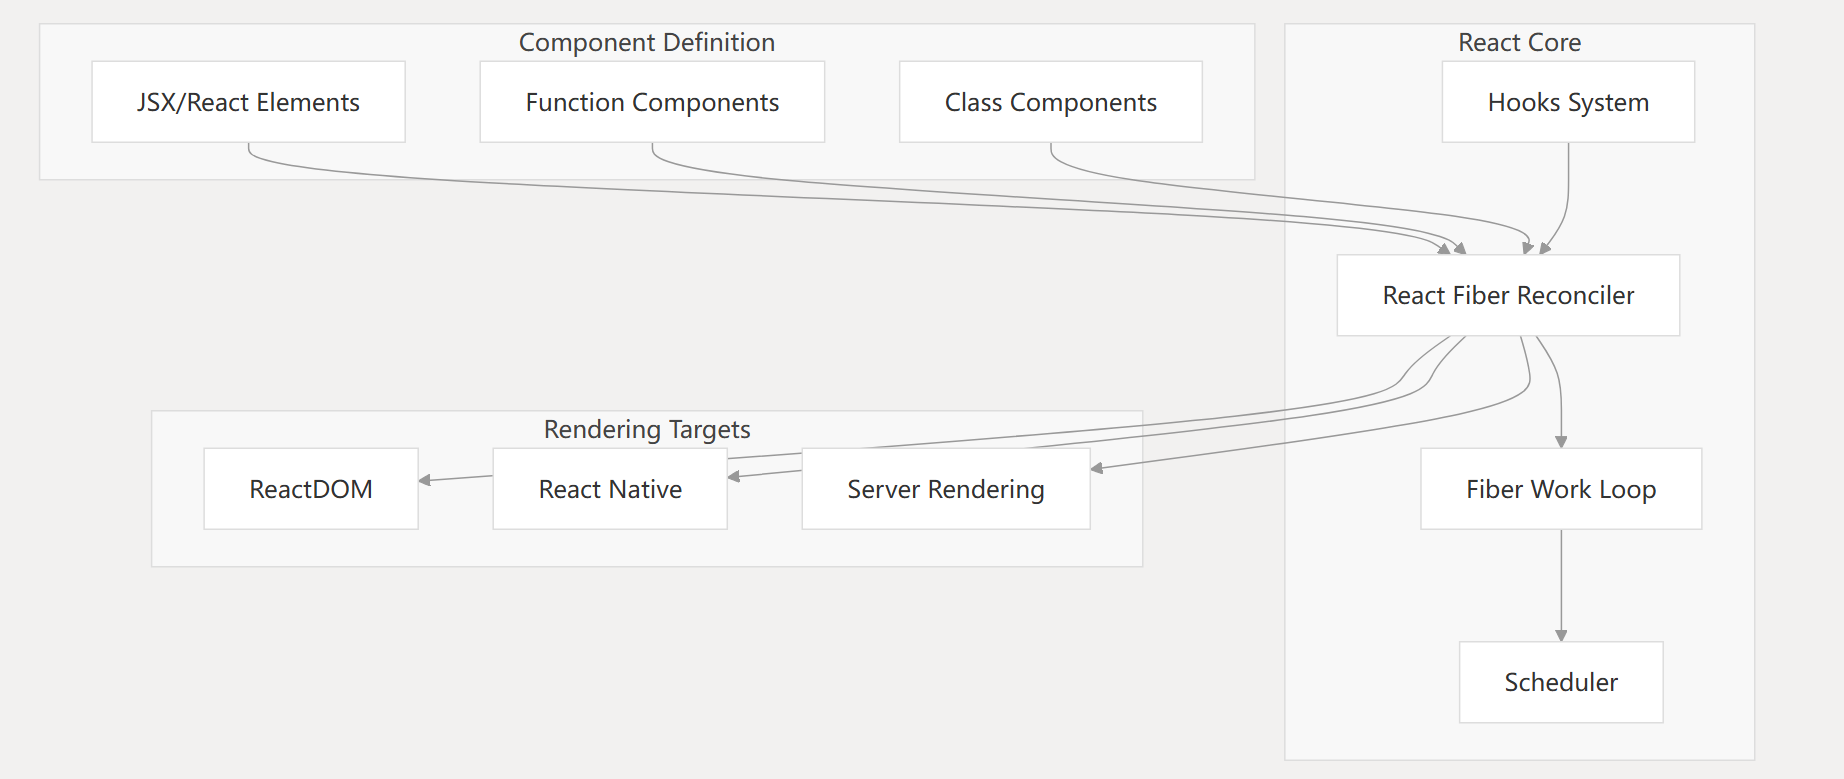 Component Definition
JSX/React Elements
Function Components
Class Components
React Core
Hooks System
React Fiber Reconciler
Rendering Targets
ReactDOM
React Native
Server Rendering
Fiber Work Loop
Scheduler